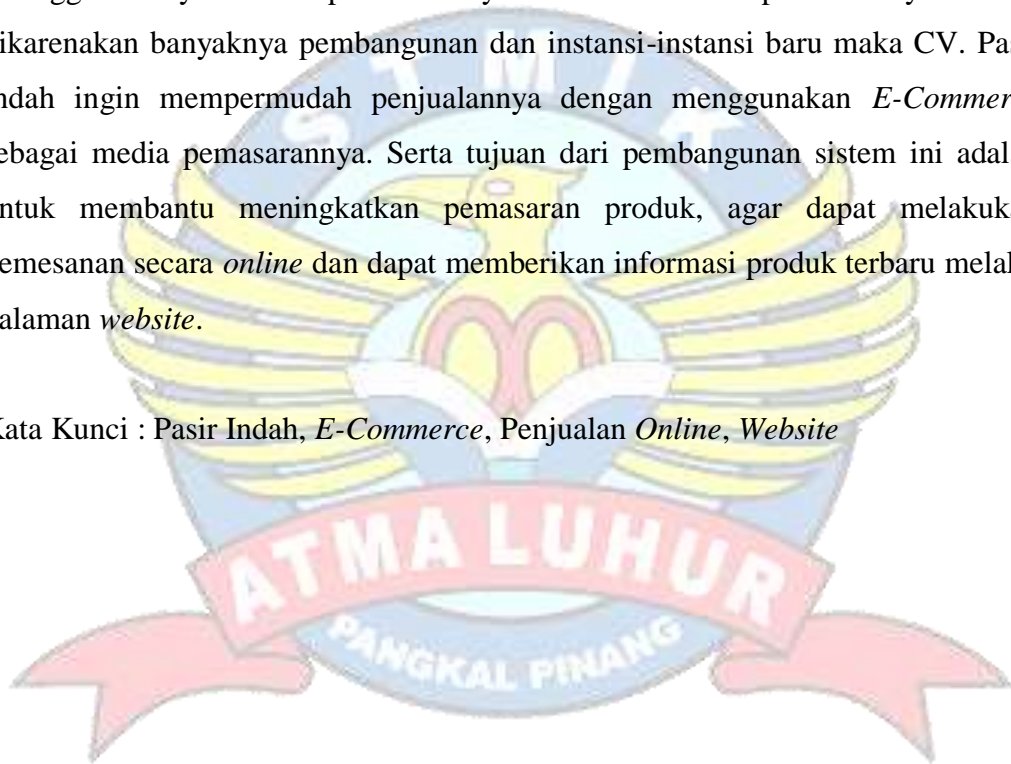 ikarenakan banyaknya pembangunan dan instansi-instansi baru maka CV. Pas
ndah ingin mempermudah penjualannya dengan menggunakan E-Commer
ebagai media pemasarannya. Serta tujuan dari pembangunan sistem ini adal
ntuk membantu meningkatkan pemasaran produk, agar dapat melakuk
emesanan secara online dan dapat memberikan informasi produk terbaru melal
alaman website.
Kata Kunci : Pasir Indah, E-Commerce, Penjualan Online, Website
STMIK
ATMA LUHUR
PANGKAL PINANG